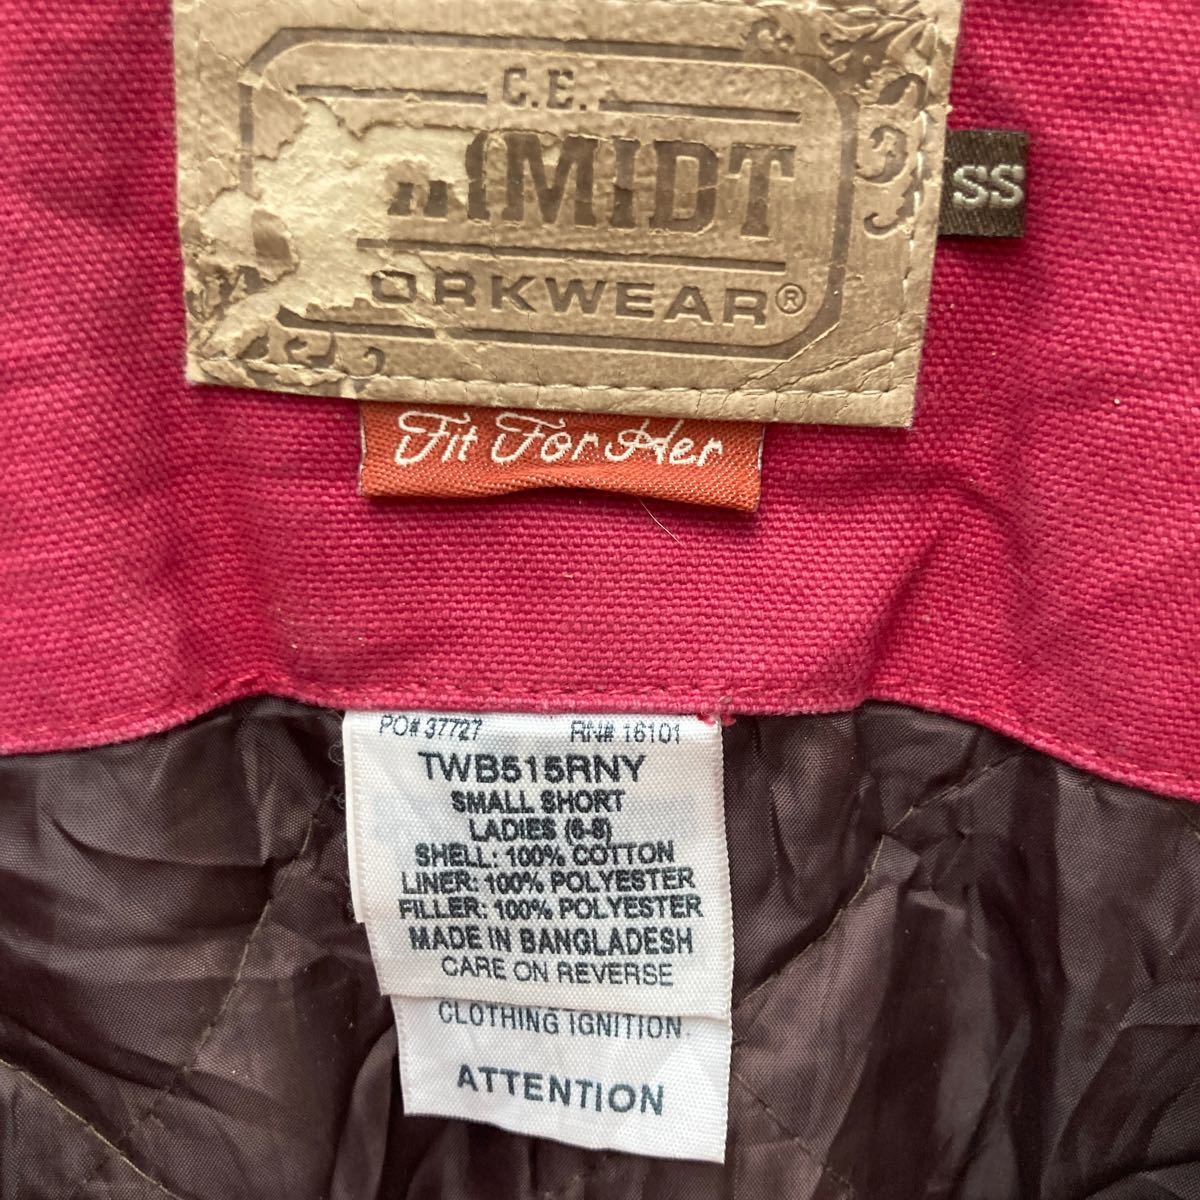 C.E.
MIDT
ORKWEAR®
SS
Fit For Her
PO# 37727 RN# 16101
TWB515RNY
SMALL SHORT
LADIES (6-8)
SHELL: 100% COTTON
LINER: 100% POLYESTER
FILLER: 100% POLYESTER
MADE IN BANGLADESH
CARE ON REVERSE
CLOTHING IGNITION
ATTENTION